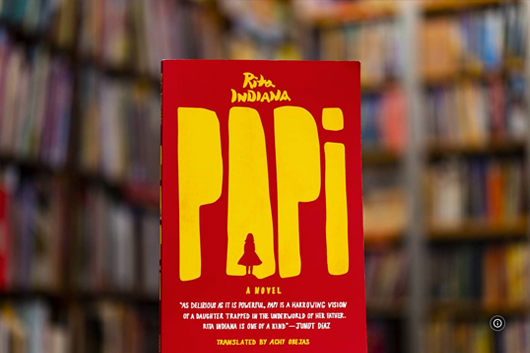 Rita
INDIANA
PAPi
A NOVEL
"AS DELIRIOUS AS IT IS POWERFUL, PAPI IS A HARROWING VISION
OF A DAUGHTER TRAPPED IN THE UNDERWORLD OF HER FATHER.
RITA INDIANA IS ONE OF A KIND"—JUNOT DÍAZ
TRANSLATED BY ACHY OBEJAS